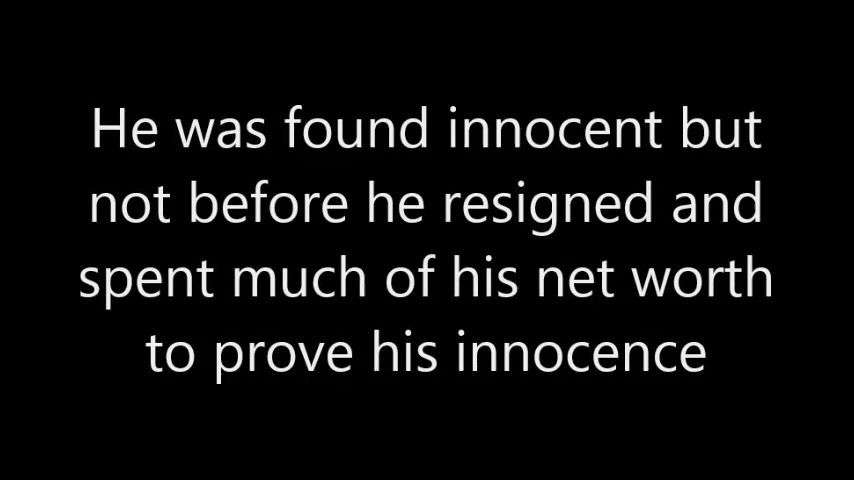 He was found innocent but
not before he resigned and
spent much of his net worth
to prove his innocence